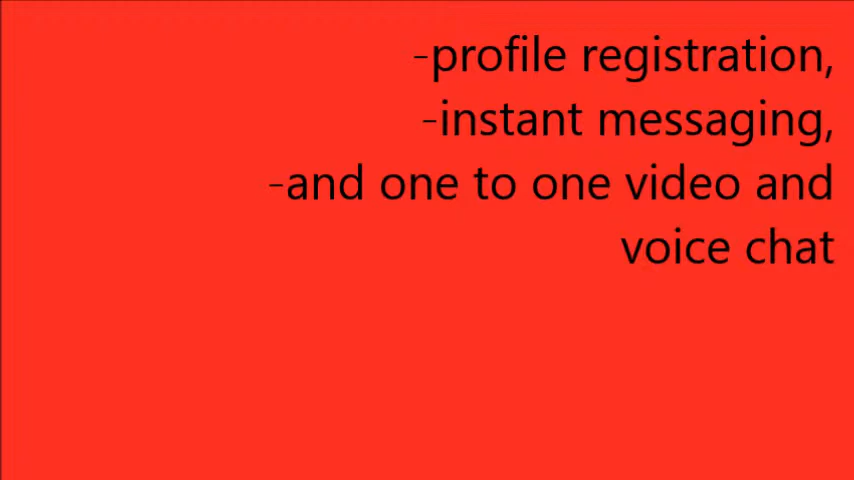 -profile registration,
-instant messaging,
-and one to one video and
voice chat